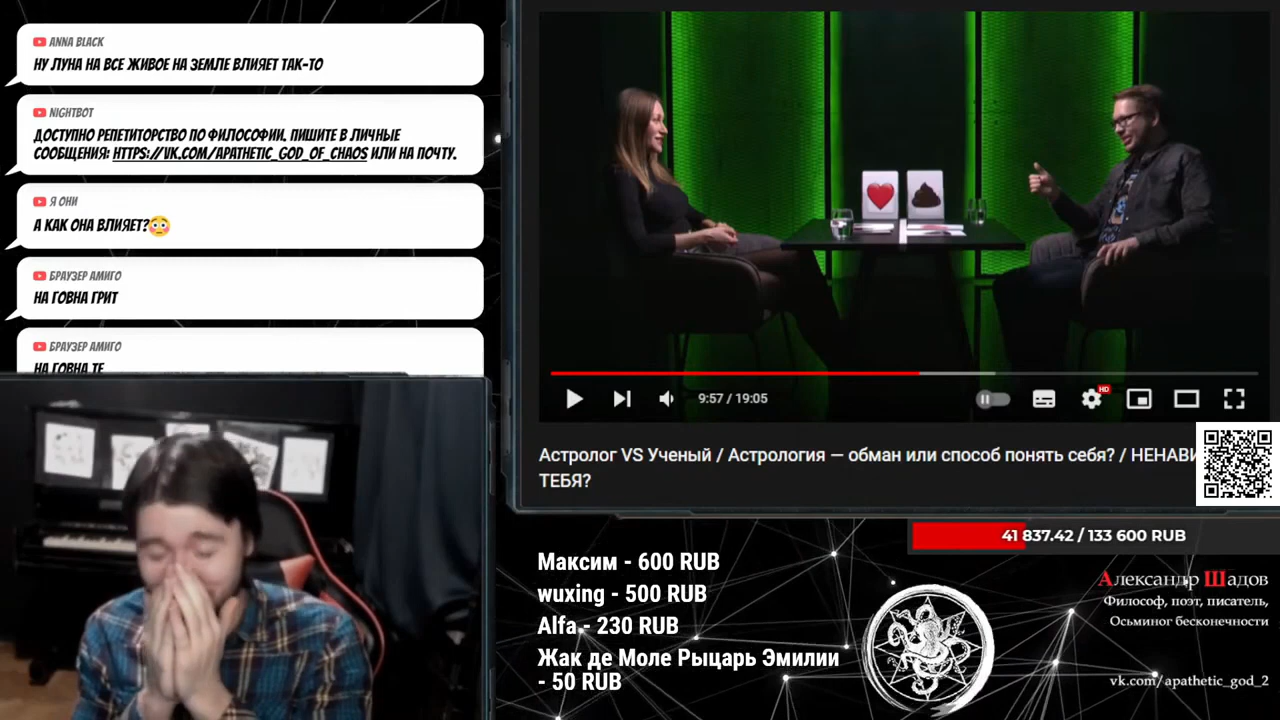 ANNA BLACK
НУ ЛУНА НА ВСЕ ЖИВОЕ НА ЗЕМЛЕ ВЛИЯЕТ ТАК-ТО
NIGHTBOT
ДОСТУПНО РЕПЕТИТОРСТВО ПО ФИЛОСОФИИ. ПИШИТЕ В ЛИЧНЫЕ
СООБЩЕНИЯ: HTTPS://VK.COM/APATHETIC_GOD_OF_CHAOS ИЛИ НА ПОЧТУ.
Я ОНИ
А КАК ОНА ВЛИЯЕТ?😳
БРАУЗЕР АМИГО
НА ГОВНА ГРИТ
БРАУЗЕР АМИГО
НА ГОВНА ТЕ
9:57 / 19:05
HD
Астролог VS Ученый / Астрология — обман или способ понять себя? / НЕНАВИ
ТЕБЯ?
41 837.42 / 133 600 RUB
Максим - 600 RUB
wuxing - 500 RUB
Alfa - 230 RUB
Жак де Моле Рыцарь Эмилии
- 50 RUB
Александр Шадов
Философ, поэт, писатель,
Осьминог бесконечности
vk.com/apathetic_god_2